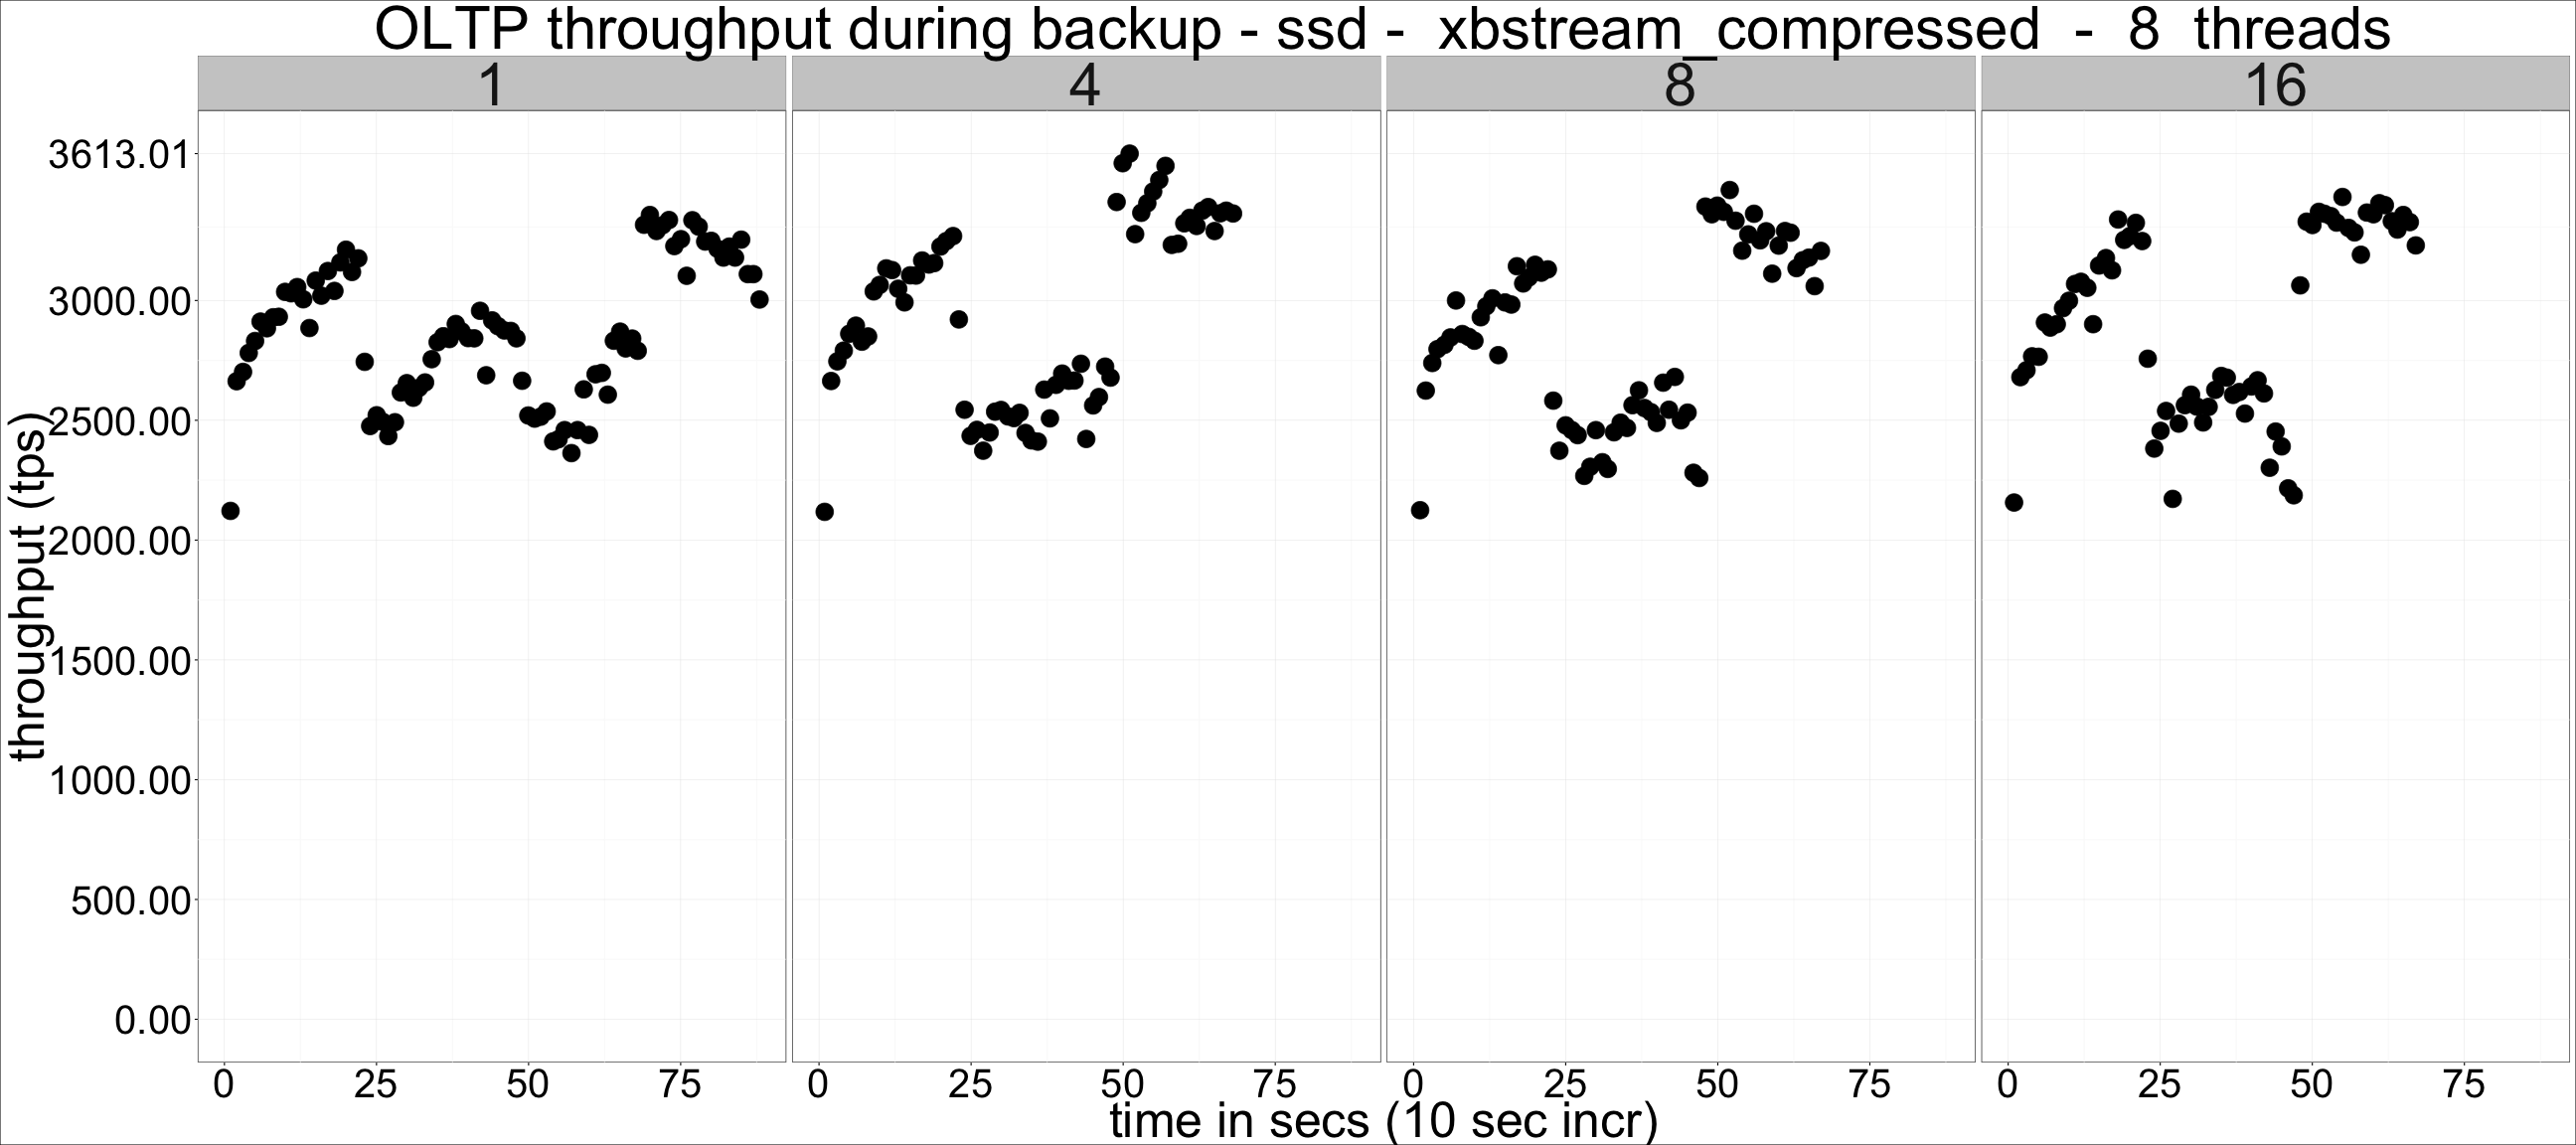 OLTP throughput during backup - ssd -  xbstream_compressed  -  8  threads
1
4
8
16
throughput (tps)
3613.01
3000.00
2500.00
2000.00
1500.00
1000.00
500.00
0.00
0 25 50 75
0 25 50 75
0 25 50 75
0 25 50 75
time in secs (10 sec incr)